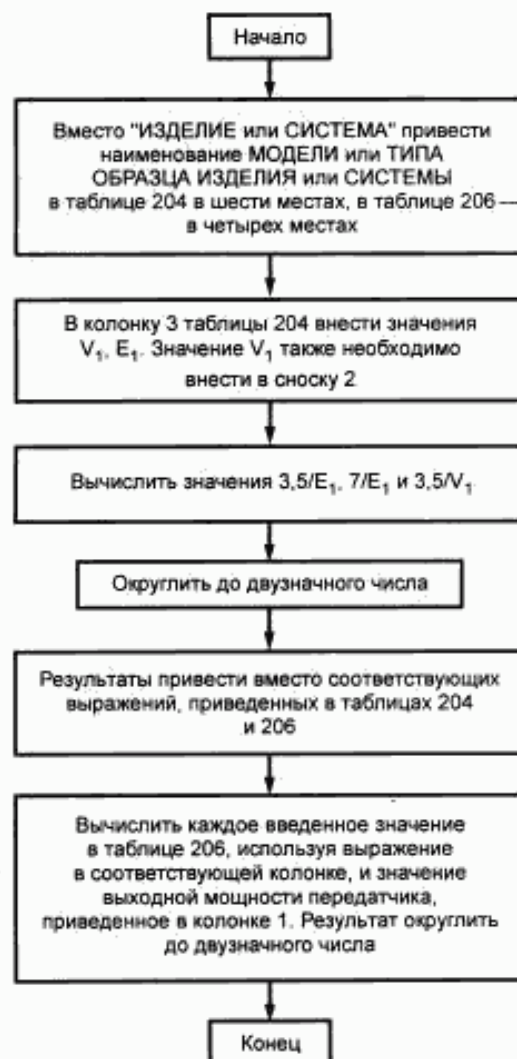 Начало
Вместо "ИЗДЕЛИЕ или СИСТЕМА" привести
наименование МОДЕЛИ или ТИПА
ОБРАЗЦА ИЗДЕЛИЯ или СИСТЕМЫ
в таблице 204 в шести местах, в таблице 206 —
в четырех местах
В колонку 3 таблицы 204 внести значения
V₁, E₁. Значение V₁ также необходимо
внести в сноску 2
Вычислить значения 3,5/E₁, 7/E₁ и 3,5/V₁
Округлить до двузначного числа
Результаты привести вместо соответствующих
выражений, приведенных в таблицах 204
и 206
Вычислить каждое введенное значение
в таблице 206, используя выражение
в соответствующей колонке, и значение
выходной мощности передатчика,
приведенное в колонке 1. Результат округлить
до двузначного числа
Конец